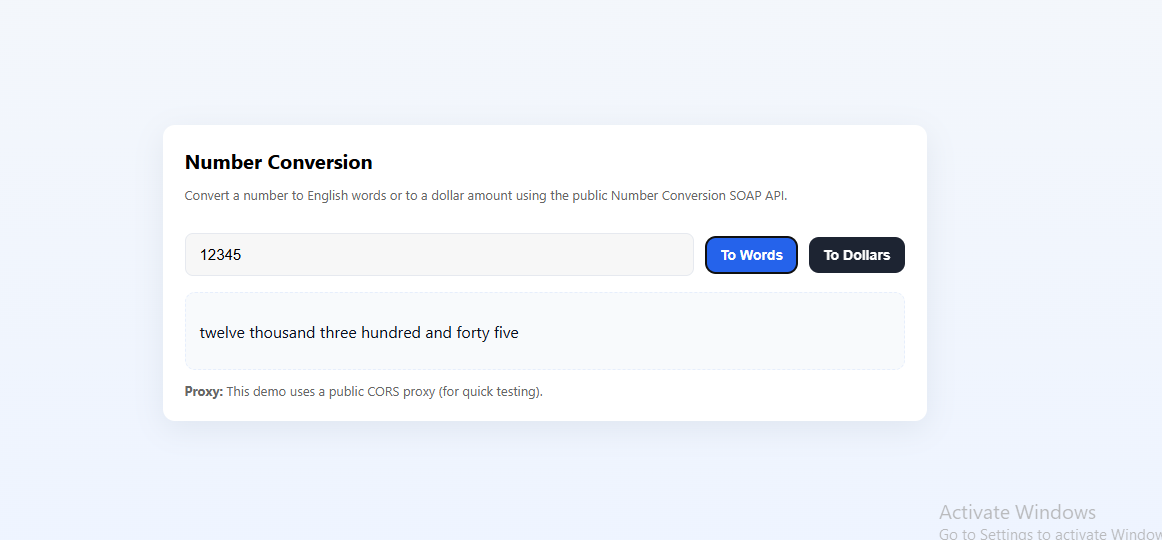 Number Conversion
Convert a number to English words or to a dollar amount using the public Number Conversion SOAP API.
12345 To Words To Dollars
twelve thousand three hundred and forty five
Proxy: This demo uses a public CORS proxy (for quick testing).
Activate Windows
Go to Settings to activate Window